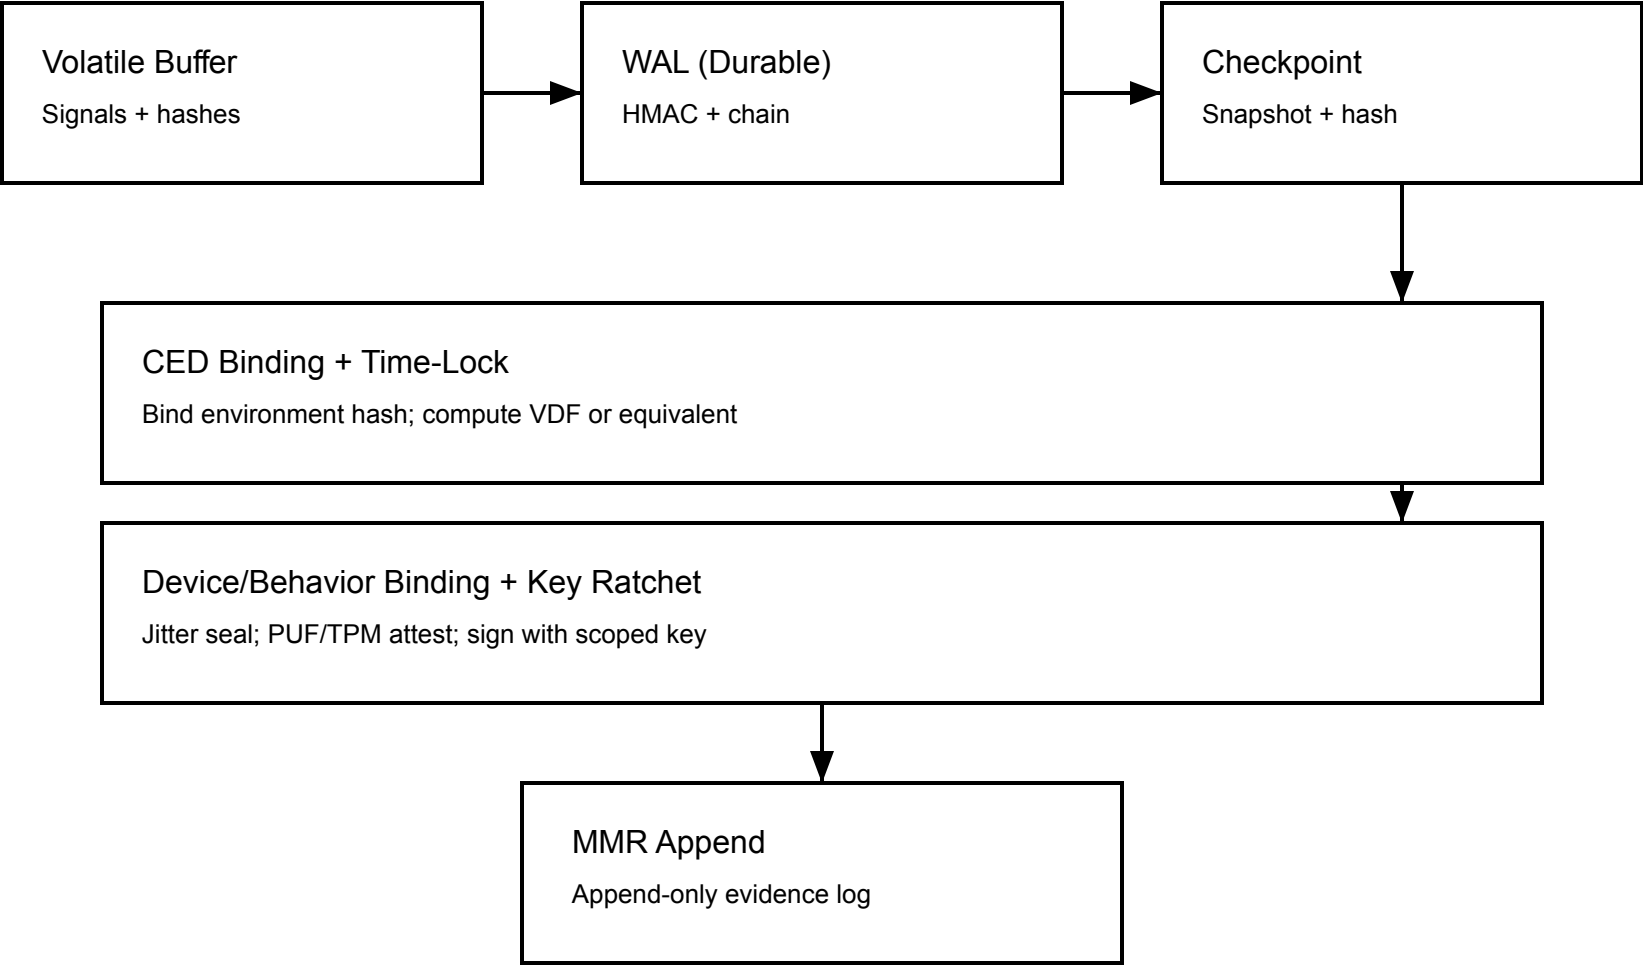 Volatile Buffer
Signals + hashes
WAL (Durable)
HMAC + chain
Checkpoint
Snapshot + hash
CED Binding + Time-Lock
Bind environment hash; compute VDF or equivalent
Device/Behavior Binding + Key Ratchet
Jitter seal; PUF/TPM attest; sign with scoped key
MMR Append
Append-only evidence log